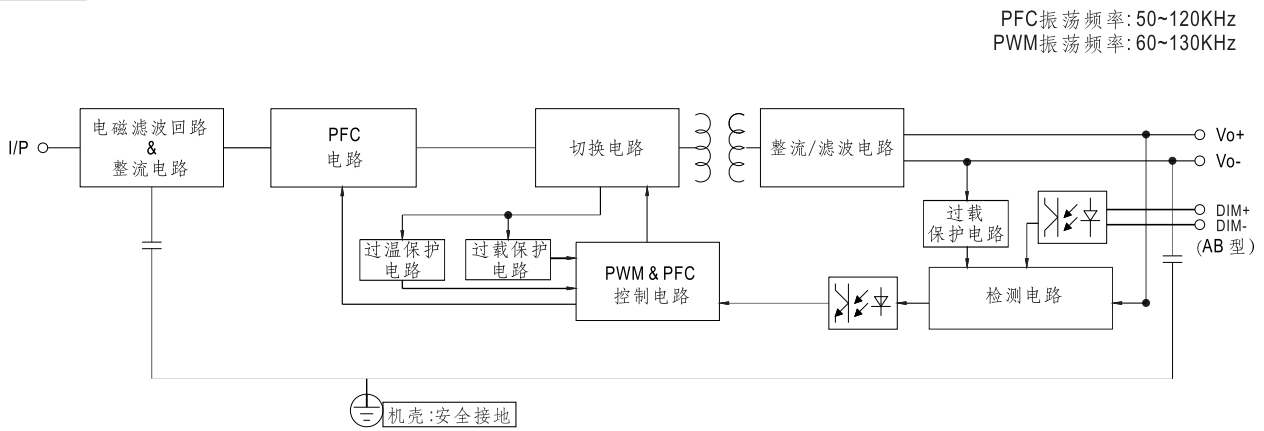 PFC振荡频率: 50~120KHz
PWM振荡频率: 60~130KHz
I/P
电磁滤波回路
&
整流电路
PFC
电路
切换电路
整流/滤波电路
Vo+
Vo-
过载
保护电路
DIM+
DIM-
(AB 型)
过温保护
电路
过载保护
电路
PWM & PFC
控制电路
检测电路
机壳:安全接地